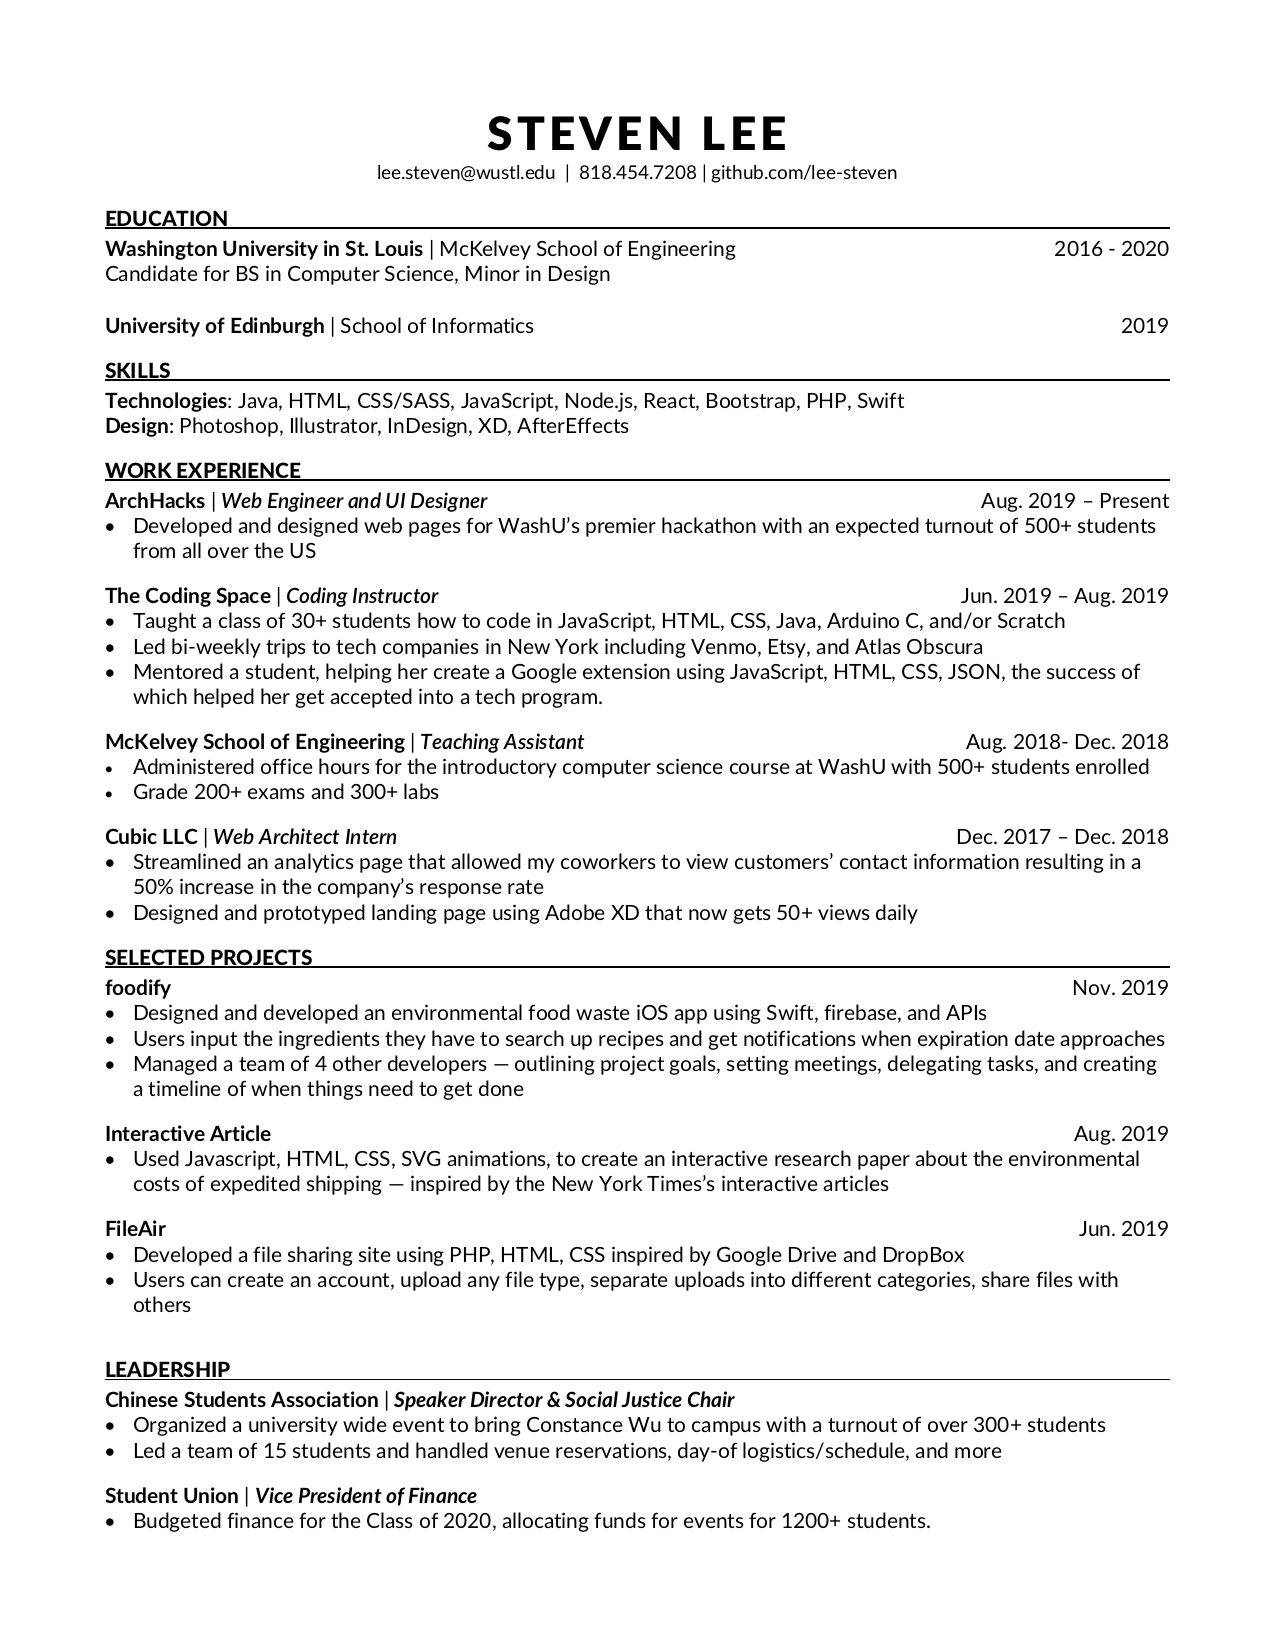 STEVEN LEE
lee.steven@wustl.edu | 818.454.7208 | github.com/lee-steven
EDUCATION
Washington University in St. Louis | McKelvey School of Engineering 2016 - 2020
Candidate for BS in Computer Science, Minor in Design
University of Edinburgh | School of Informatics 2019
SKILLS
Technologies: Java, HTML, CSS/SASS, JavaScript, Node.js, React, Bootstrap, PHP, Swift
Design: Photoshop, Illustrator, InDesign, XD, AfterEffects
WORK EXPERIENCE
ArchHacks | Web Engineer and UI Designer Aug. 2019 – Present
• Developed and designed web pages for WashU’s premier hackathon with an expected turnout of 500+ students
from all over the US
The Coding Space | Coding Instructor Jun. 2019 – Aug. 2019
• Taught a class of 30+ students how to code in JavaScript, HTML, CSS, Java, Arduino C, and/or Scratch
• Led bi-weekly trips to tech companies in New York including Venmo, Etsy, and Atlas Obscura
• Mentored a student, helping her create a Google extension using JavaScript, HTML, CSS, JSON, the success of
which helped her get accepted into a tech program.
McKelvey School of Engineering | Teaching Assistant Aug. 2018- Dec. 2018
• Administered office hours for the introductory computer science course at WashU with 500+ students enrolled
• Grade 200+ exams and 300+ labs
Cubic LLC | Web Architect Intern Dec. 2017 – Dec. 2018
• Streamlined an analytics page that allowed my coworkers to view customers’ contact information resulting in a
50% increase in the company’s response rate
• Designed and prototyped landing page using Adobe XD that now gets 50+ views daily
SELECTED PROJECTS
foodify Nov. 2019
• Designed and developed an environmental food waste iOS app using Swift, firebase, and APIs
• Users input the ingredients they have to search up recipes and get notifications when expiration date approaches
• Managed a team of 4 other developers — outlining project goals, setting meetings, delegating tasks, and creating
a timeline of when things need to get done
Interactive Article Aug. 2019
• Used Javascript, HTML, CSS, SVG animations, to create an interactive research paper about the environmental
costs of expedited shipping — inspired by the New York Times’s interactive articles
FileAir Jun. 2019
• Developed a file sharing site using PHP, HTML, CSS inspired by Google Drive and DropBox
• Users can create an account, upload any file type, separate uploads into different categories, share files with
others
LEADERSHIP
Chinese Students Association | Speaker Director & Social Justice Chair
• Organized a university wide event to bring Constance Wu to campus with a turnout of over 300+ students
• Led a team of 15 students and handled venue reservations, day-of logistics/schedule, and more
Student Union | Vice President of Finance
• Budgeted finance for the Class of 2020, allocating funds for events for 1200+ students.